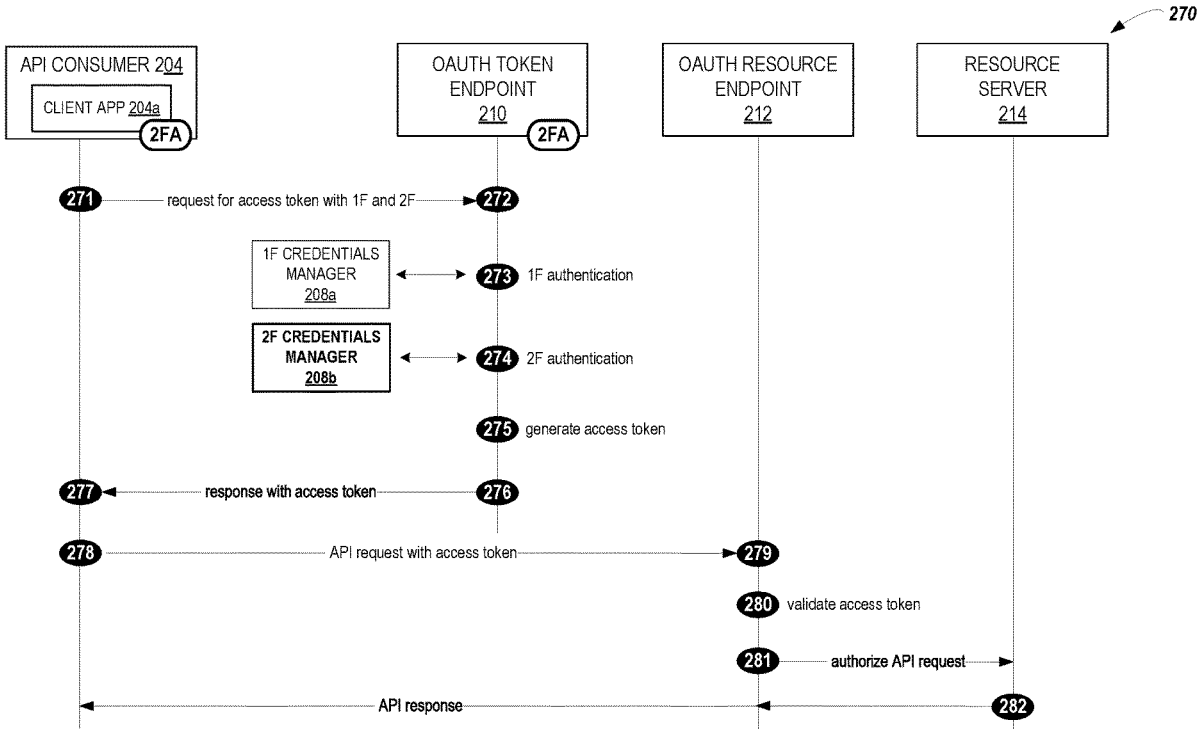 270
API CONSUMER 204
CLIENT APP 204a
2FA
OAUTH TOKEN
ENDPOINT
210
2FA
OAUTH RESOURCE
ENDPOINT
212
RESOURCE
SERVER
214
271 request for access token with 1F and 2F 272
1F CREDENTIALS
MANAGER
208a
273 1F authentication
2F CREDENTIALS
MANAGER
208b
274 2F authentication
275 generate access token
277 response with access token 276
278 API request with access token 279
280 validate access token
281 authorize API request
API response 282